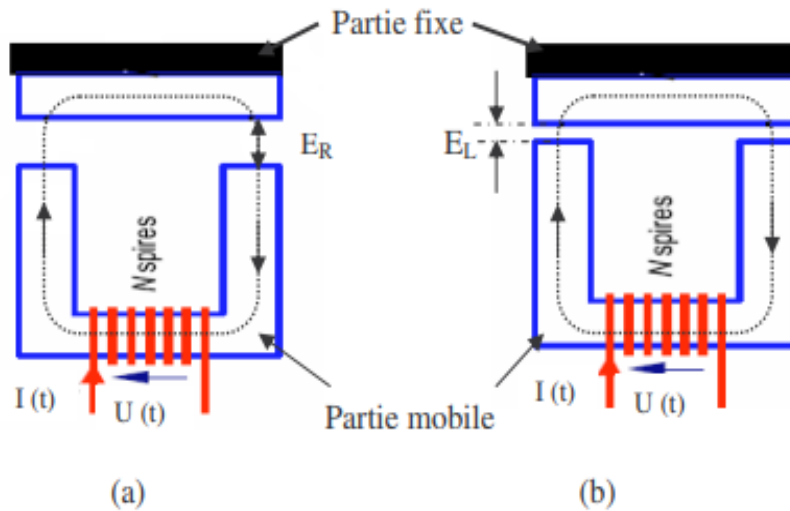 Partie fixe
E_R
E_L
N spires
N spires
I (t)
U (t)
Partie mobile
I (t)
U (t)
(a)
(b)